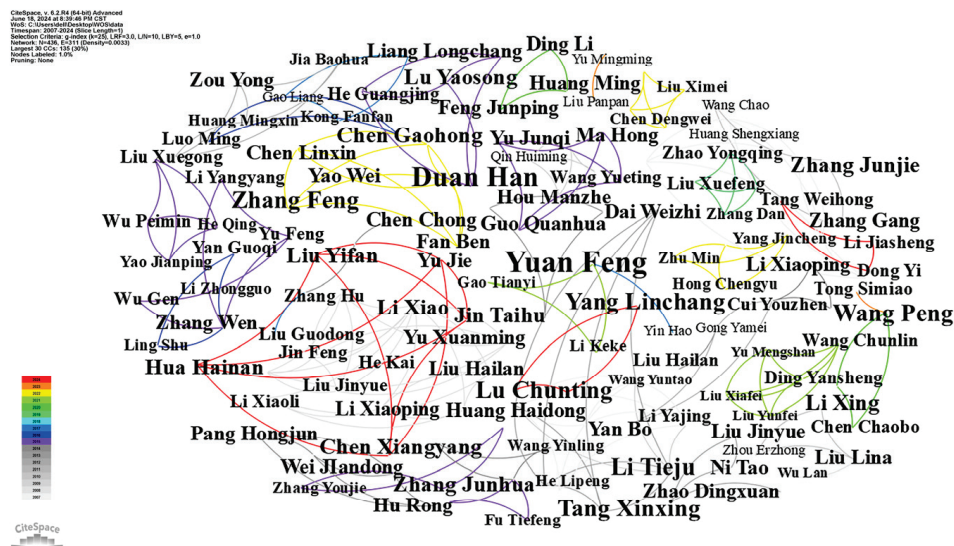 CiteSpace, v. 6.2.R4 (64-bit) Advanced
June 18, 2024 at 8:39:46 PM CST
WoS: C:\Users\dell\Desktop\WOS\data
Timespan: 2007-2024 (Slice Length=1)
Selection Criteria: g-index (k=25), LRF=3.0, L/N=10, LBY=5, e=1.0
Network: N=436, E=311 (Density=0.0033)
Largest 30 CCs: 135 (30%)
Nodes Labeled: 1.0%
Pruning: None
Ding Li
Liang Longchang
Jia Baohua
Yu Mingming
Zou Yong
Lu Yaosong
Huang Ming
Liu Ximei
Gao Liang
He Guangjing
Liu Panpan
Feng Junping
Wang Chao
Huang Mingxin
Kong Fanfan
Chen Dengwei
Luo Ming
Chen Gaohong
Yu Junqi
Ma Hong
Huang Shengxiang
Liu Xuegong
Chen Linxin
Qin Huiming
Zhao Yongqing
Zhang Junjie
Li Yangyang
Yao Wei
Duan Han
Wang Yueting
Liu Xuefeng
Zhang Feng
Hou Manzhe
Tang Weihong
Wu Peimin
He Qing
Chen Chong
Guo Quanhua
Dai Weizhi
Zhang Dan
Zhang Gang
Yu Feng
Fan Ben
Yang Jincheng
Li Jiasheng
Yan Guoqi
Liu Yifan
Yu Jie
Yuan Feng
Zhu Min
Li Xiaoping
Dong Yi
Yao Jianping
Gao Tianyi
Hong Chengyu
Tong Simiao
Li Zhongguo
Zhang Hu
Wu Gen
Li Xiao
Jin Taihu
Yang Linchang
Cui Youzhen
Wang Peng
Zhang Wen
Liu Guodong
Yu Xuanming
Yin Hao
Gong Yamei
Ling Shu
Jin Feng
Li Keke
Wang Chunlin
Hua Hainan
He Kai
Liu Hailan
Liu Hailan
Yu Mengshan
Liu Jinyue
Lu Chunting
Wang Yuntao
Ding Yansheng
Li Xiaoli
Li Xiaoping
Huang Haidong
Liu Xiafei
Li Xing
Li Yajing
Liu Yunfei
Pang Hongjun
Yan Bo
Liu Jinyue
Chen Chaobo
Chen Xiangyang
Wang Yinling
Zhou Erzhong
Wei JIandong
Li Tieju
Ni Tao
Liu Lina
Wu Lan
Zhang Youjie
Zhang Junhua
He Lipeng
Zhao Dingxuan
Hu Rong
Tang Xinxing
Fu Tiefeng
CiteSpace